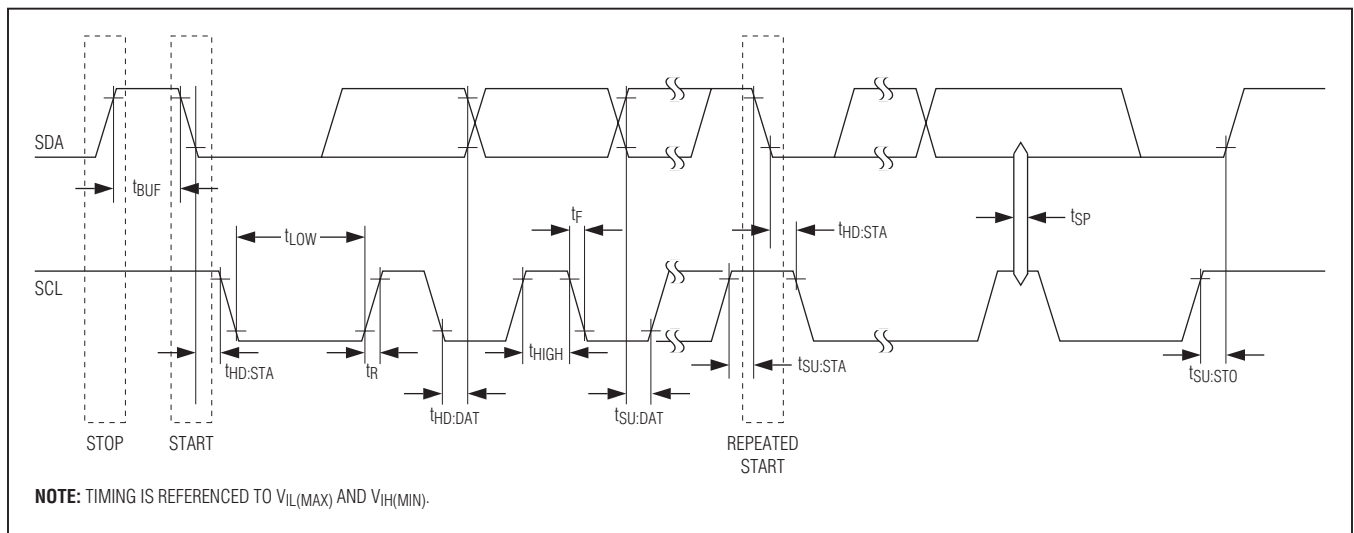 SDA
tBUF
tLOW
tF
tHD:STA
tSP
SCL
tHD:STA
tR
tHIGH
tHD:DAT
tSU:DAT
tSU:STA
tSU:STO
STOP
START
REPEATED
START
NOTE: TIMING IS REFERENCED TO VIL(MAX) AND VIH(MIN).